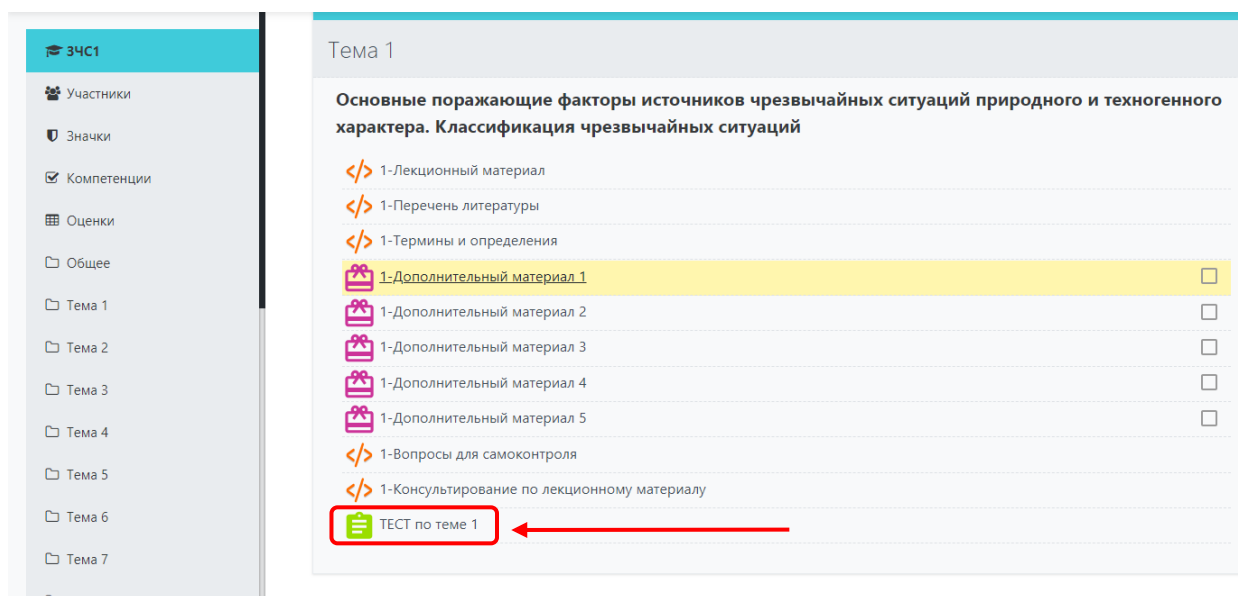 ЗЧС1
Участники
Значки
Компетенции
Оценки
Общее
Тема 1
Тема 2
Тема 3
Тема 4
Тема 5
Тема 6
Тема 7
Тема 1
Основные поражающие факторы источников чрезвычайных ситуаций природного и техногенного
характера. Классификация чрезвычайных ситуаций
1-Лекционный материал
1-Перечень литературы
1-Термины и определения
1-Дополнительный материал 1
1-Дополнительный материал 2
1-Дополнительный материал 3
1-Дополнительный материал 4
1-Дополнительный материал 5
1-Вопросы для самоконтроля
1-Консультирование по лекционному материалу
ТЕСТ по теме 1